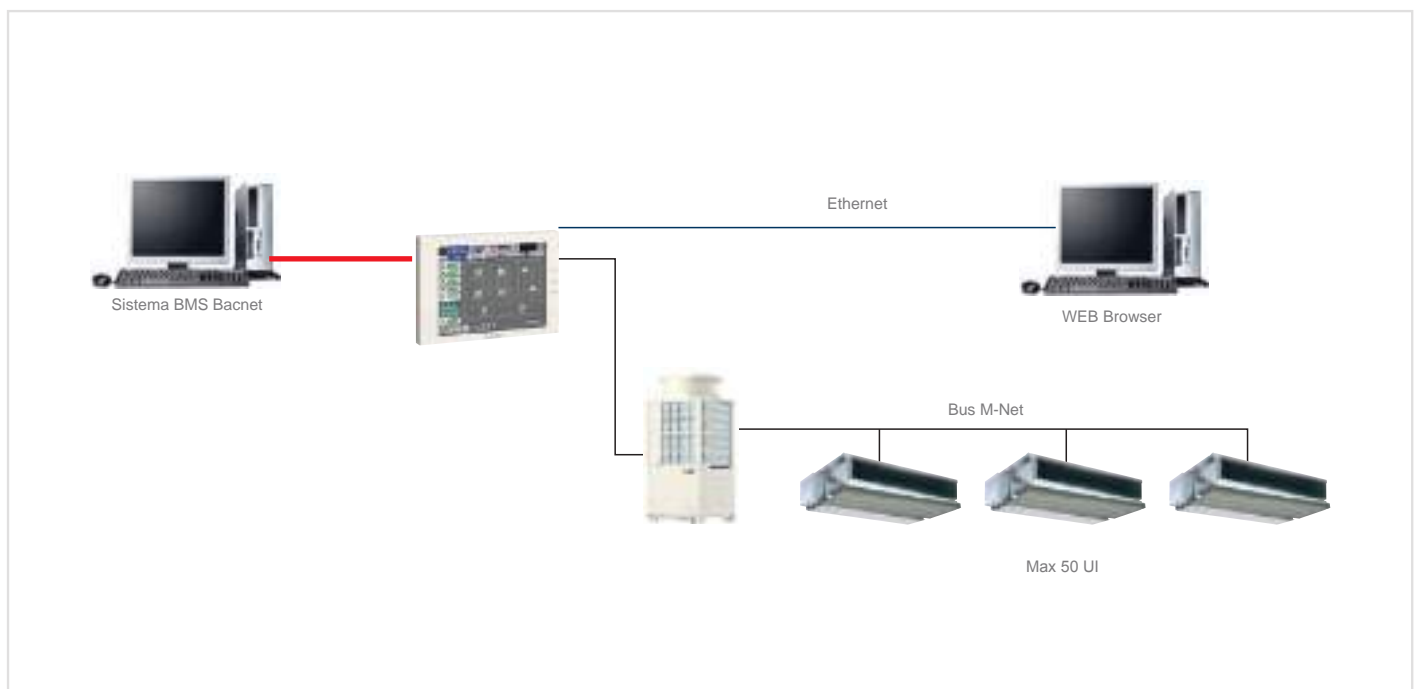 Ethernet
Sistema BMS Bacnet
WEB Browser
Bus M-Net
Max 50 UI